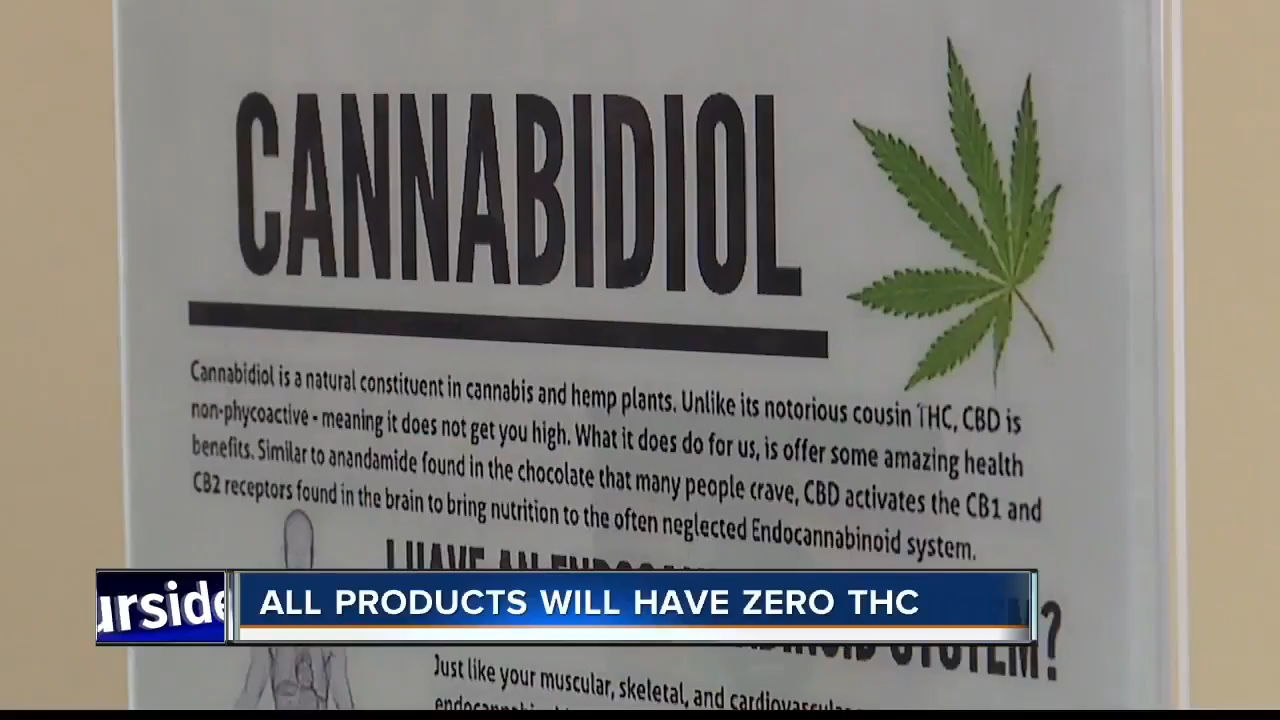 CANNABIDIOL
Cannabidiol is a natural constituent in cannabis and hemp plants. Unlike its notorious cousin THC, CBD is
non-phycoactive - meaning it does not get you high. What it does do for us, is offer some amazing health
benefits. Similar to anandamide found in the chocolate that many people crave, CBD activates the CB1 and
CB2 receptors found in the brain to bring nutrition to the often neglected Endocannabinoid system.
I HAVE AN
urside
ALL PRODUCTS WILL HAVE ZERO THC
SYSTEM?
Just like your muscular, skeletal, and